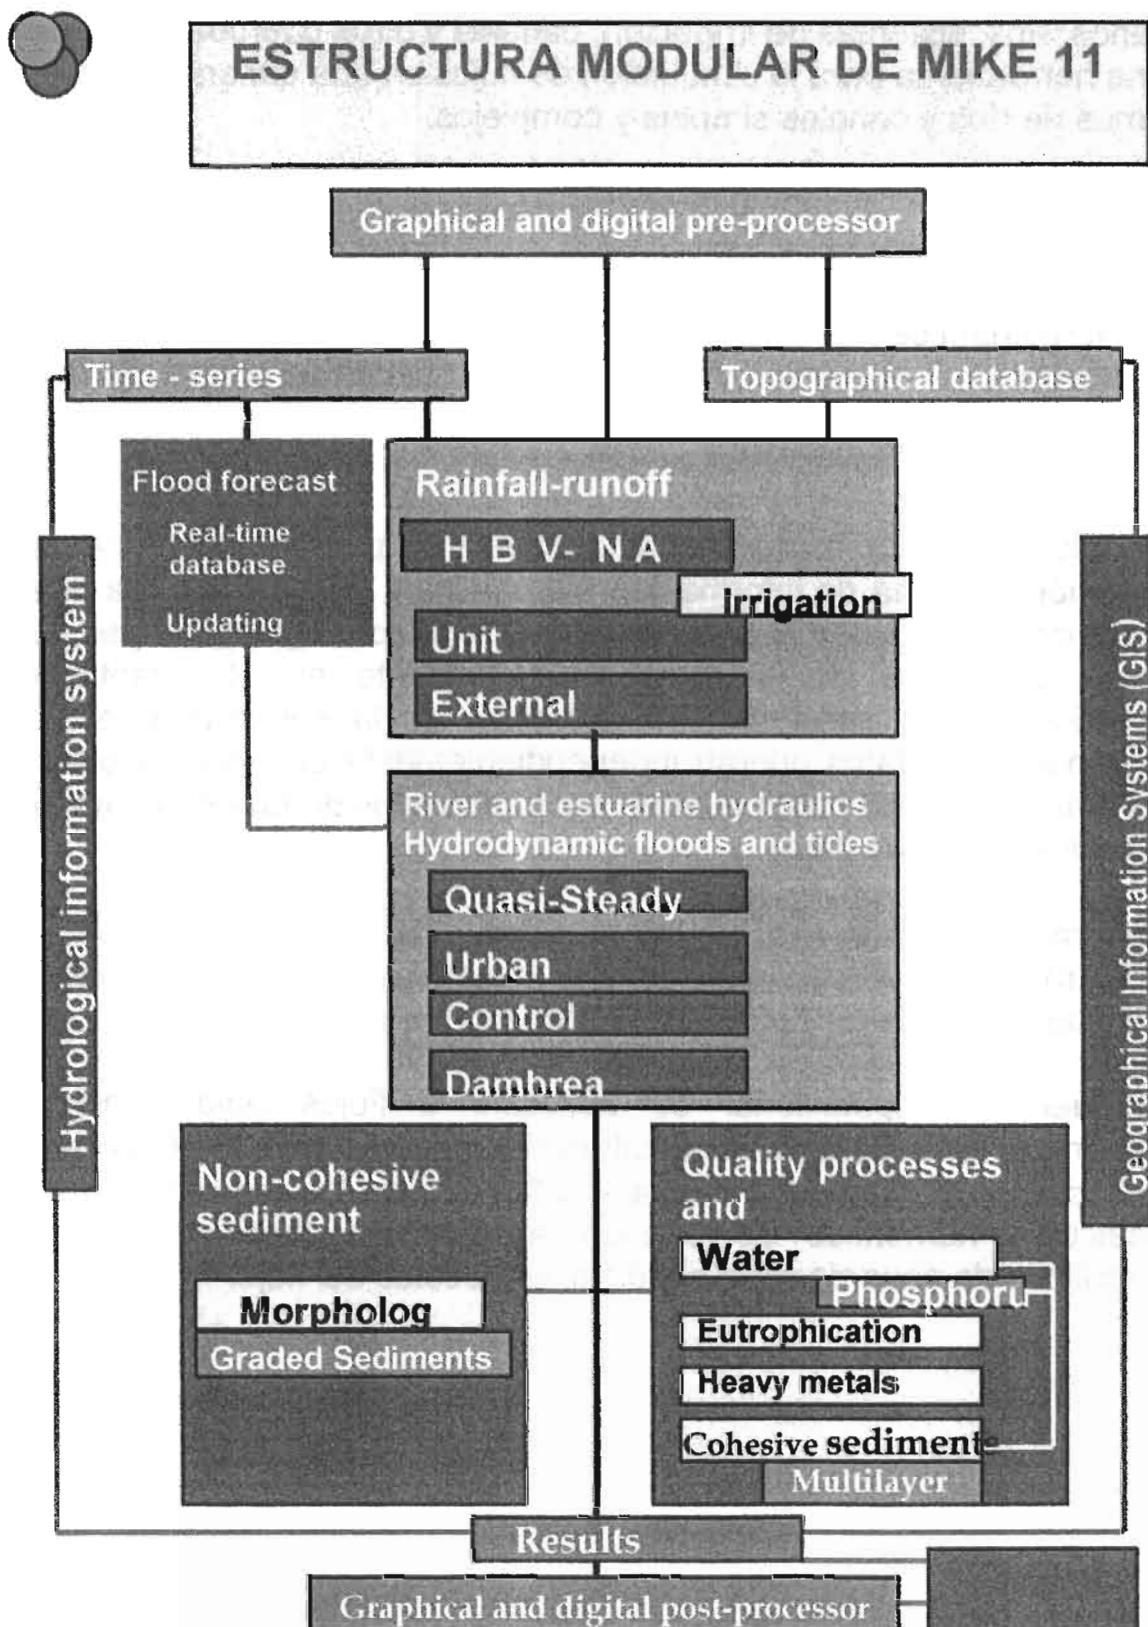 ESTRUCTURA MODULAR DE MIKE 11
Graphical and digital pre-processor
Time - series
Topographical database
Flood forecast
Real-time
database
Updating
Rainfall-runoff
H B V- N A
Irrigation
Unit
External
Hydrological information system
Geographical Information Systems (GIS)
River and estuarine hydraulics
Hydrodynamic floods and tides
Quasi-Steady
Urban
Control
Dambrea
Non-cohesive
sediment
Morpholog
Graded Sediments
Quality processes
and
Water
Phosphoru
Eutrophication
Heavy metals
Cohesive sediments
Multilayer
Results
Graphical and digital post-processor